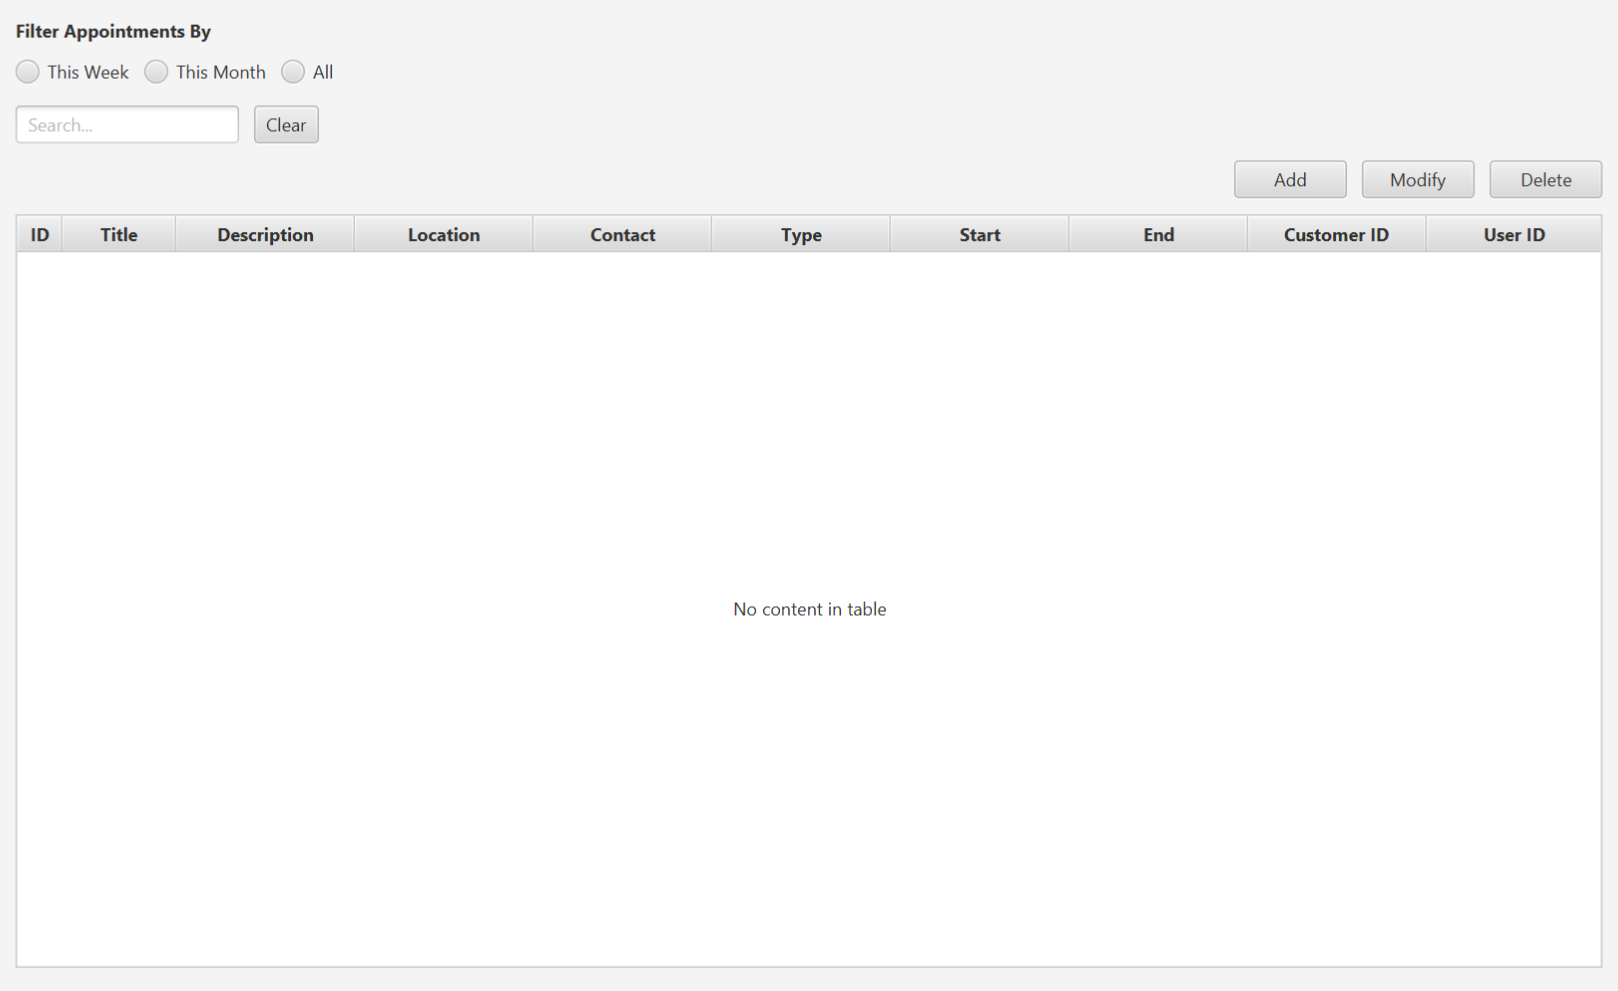 Filter Appointments By
This Week This Month All
Search... Clear
Add Modify Delete
ID Title Description Location Contact Type Start End Customer ID User ID
No content in table